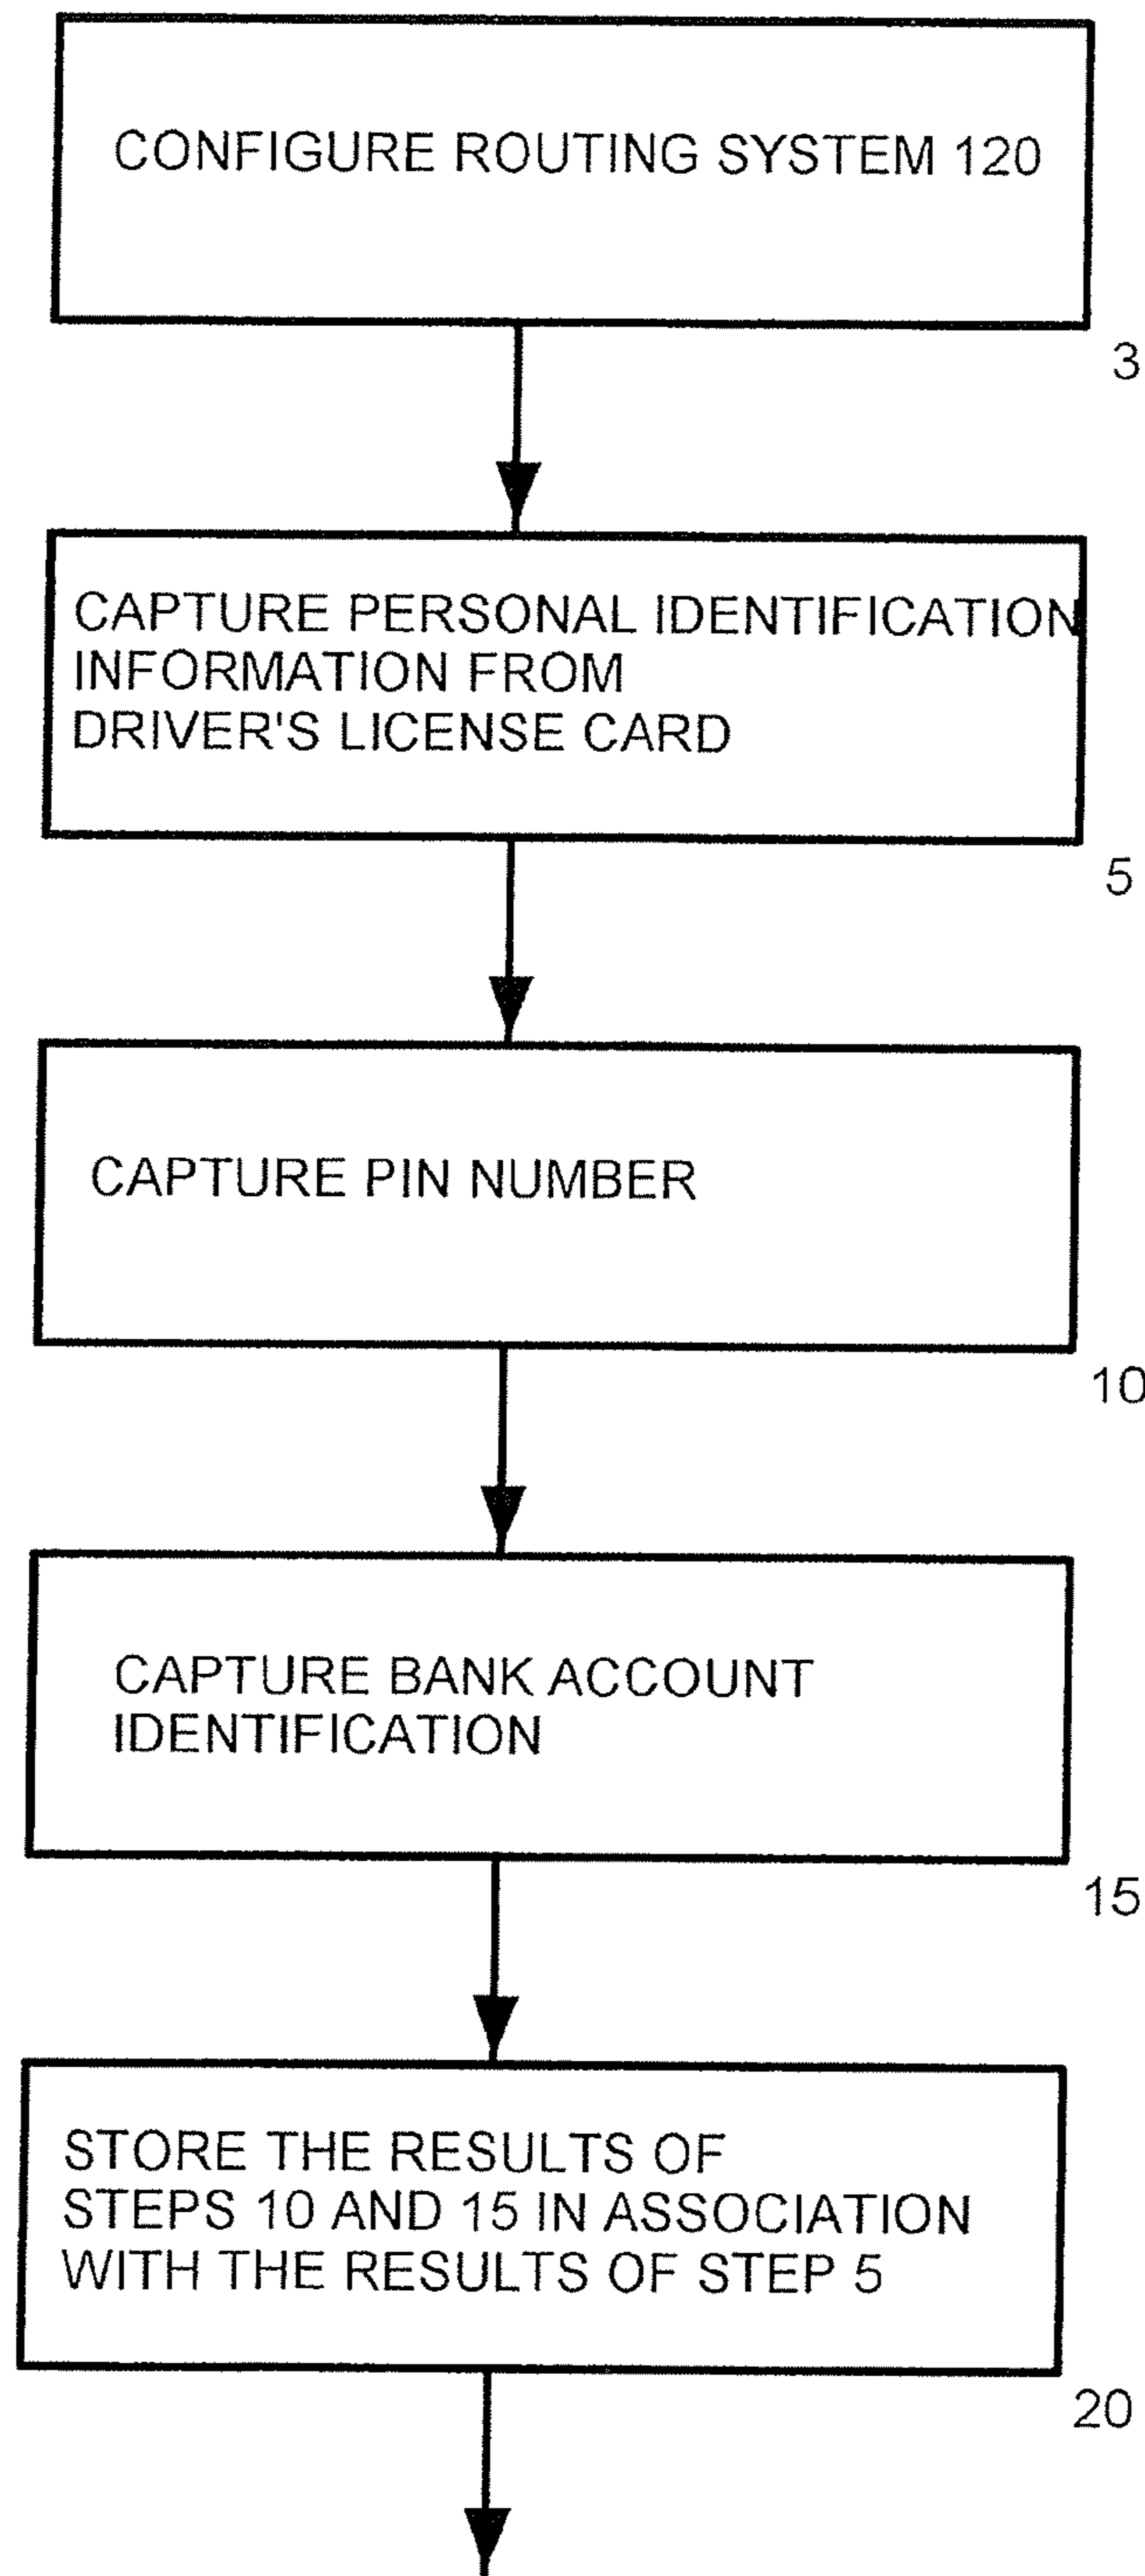 CONFIGURE ROUTING SYSTEM 120
3
CAPTURE PERSONAL IDENTIFICATION
INFORMATION FROM
DRIVER'S LICENSE CARD
5
CAPTURE PIN NUMBER
10
CAPTURE BANK ACCOUNT
IDENTIFICATION
15
STORE THE RESULTS OF
STEPS 10 AND 15 IN ASSOCIATION
WITH THE RESULTS OF STEP 5
20